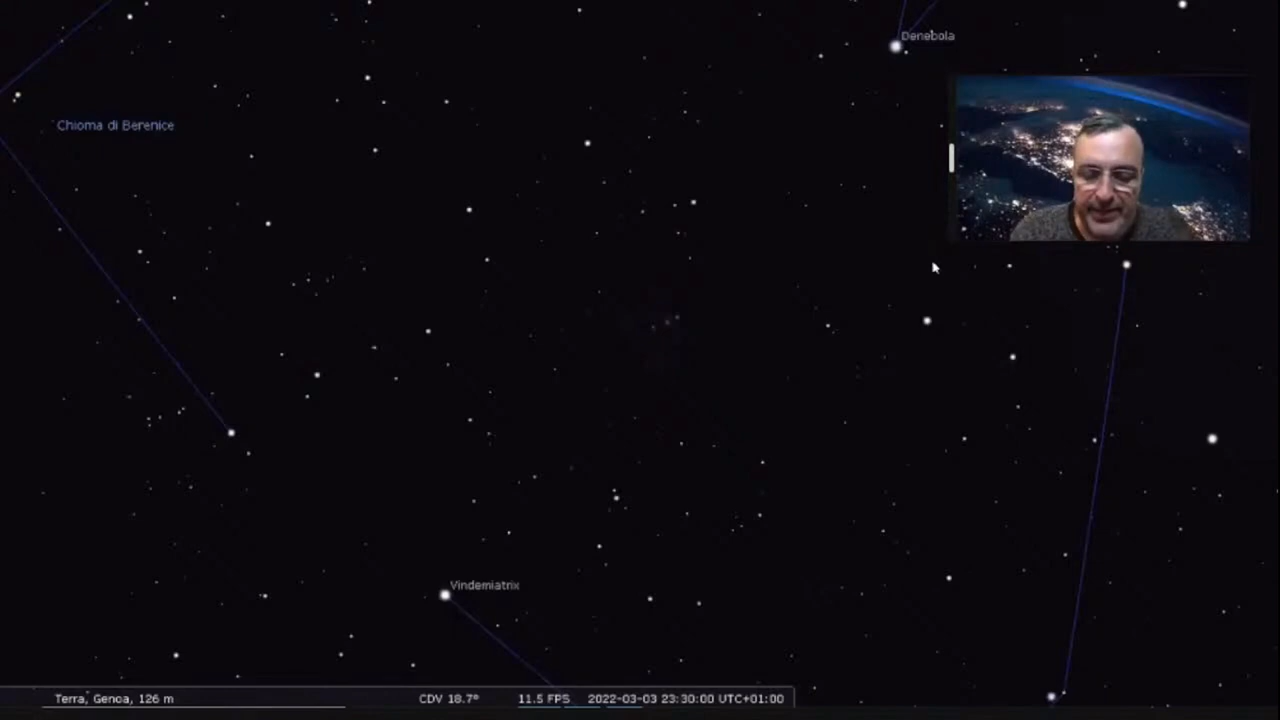 Denebola
Chioma di Berenice
Vindemiatrix
Terra, Genoa, 126 m CDV 18.7° 11.5 FPS 2022-03-03 23:30:00 UTC+01:00